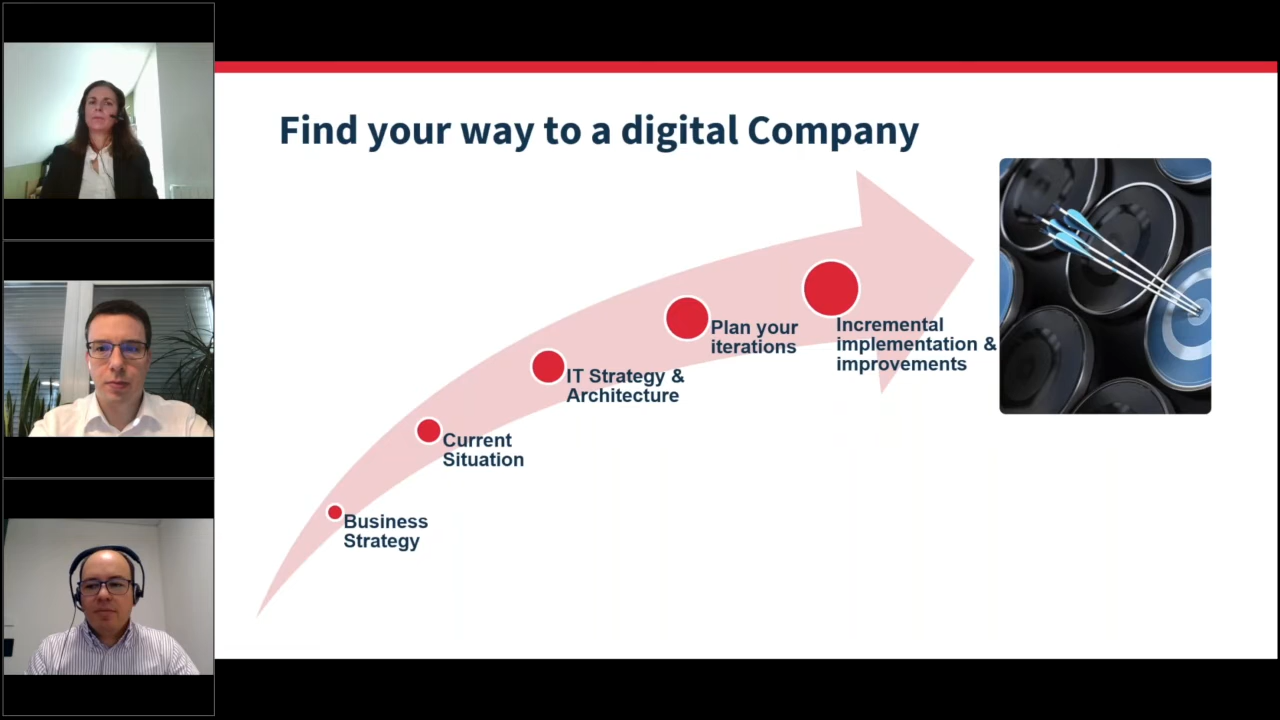 Find your way to a digital Company
Incremental
implementation &
improvements
Plan your
iterations
IT Strategy &
Architecture
Current
Situation
Business
Strategy